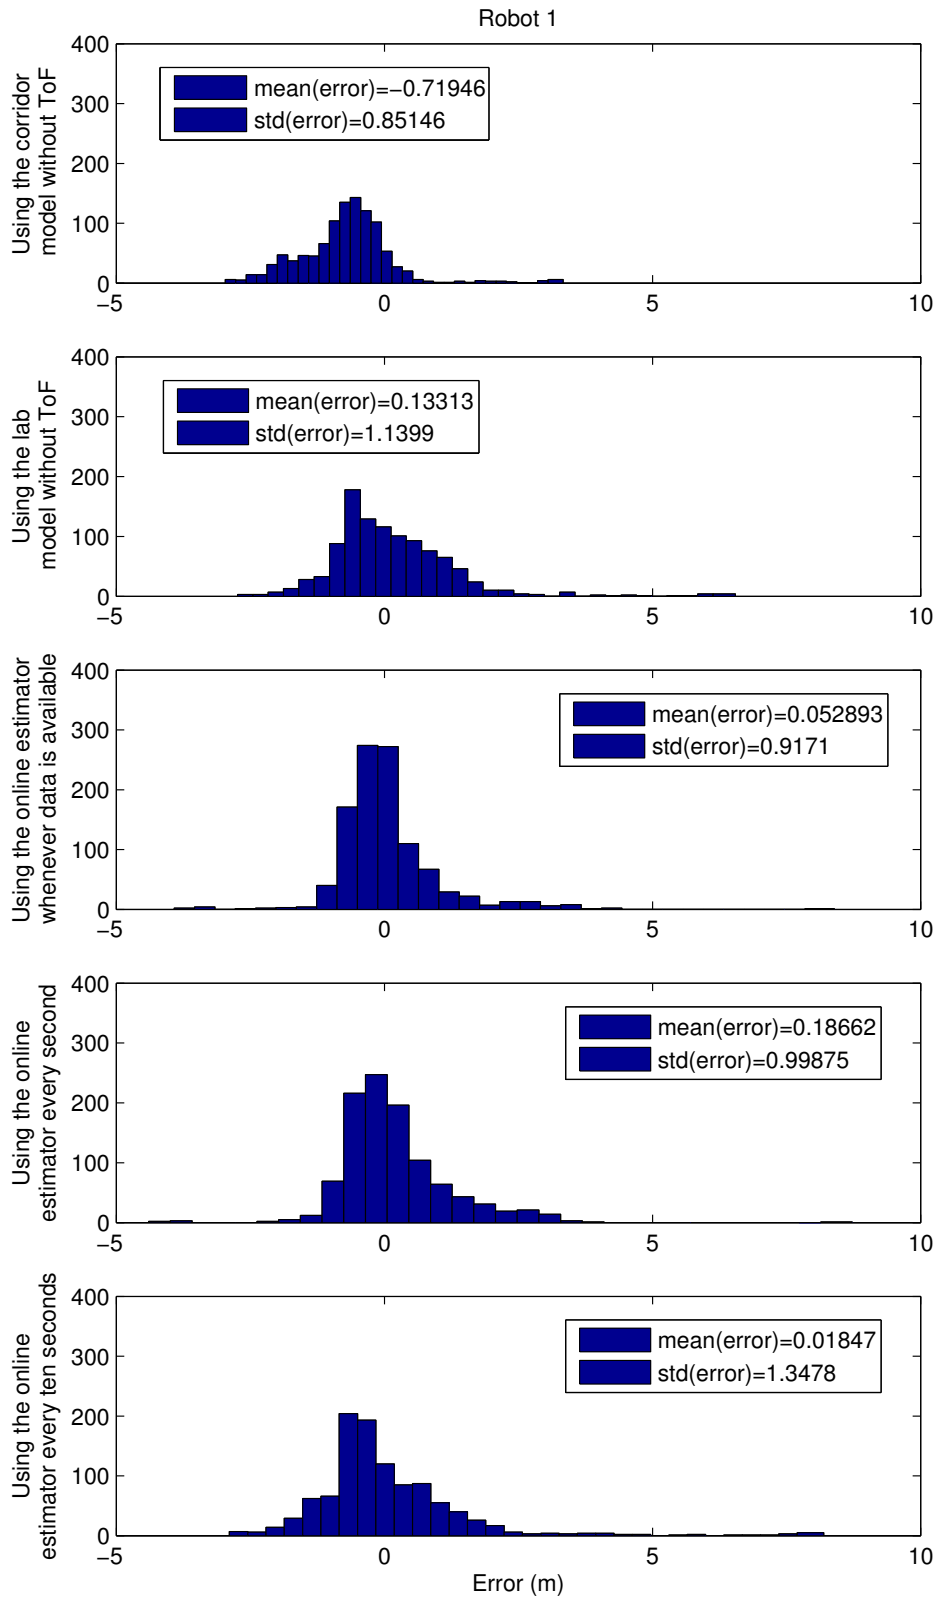 Robot 1
Using the corridor
model without ToF
400
300
200
100
0
mean(error)=−0.71946
std(error)=0.85146
−5
0
5
10
Using the lab
model without ToF
400
300
200
100
0
mean(error)=0.13313
std(error)=1.1399
−5
0
5
10
Using the online estimator
whenever data is available
400
300
200
100
0
mean(error)=0.052893
std(error)=0.9171
−5
0
5
10
Using the online
estimator every second
400
300
200
100
0
mean(error)=0.18662
std(error)=0.99875
−5
0
5
10
Using the online
estimator every ten seconds
400
300
200
100
0
mean(error)=0.01847
std(error)=1.3478
−5
0
5
10
Error (m)